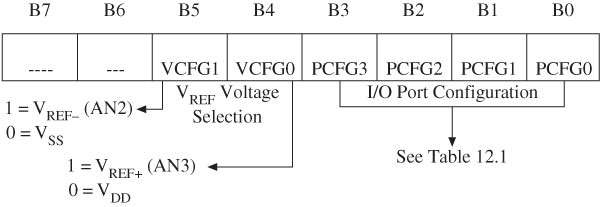 B7 B6 B5 B4 B3 B2 B1 B0
---- --- VCFG1 VCFG0 PCFG3 PCFG2 PCFG1 PCFG0
1 = VREF– (AN2)
0 = VSS
VREF Voltage
Selection
I/O Port Configuration
1 = VREF+ (AN3)
0 = VDD
See Table 12.1